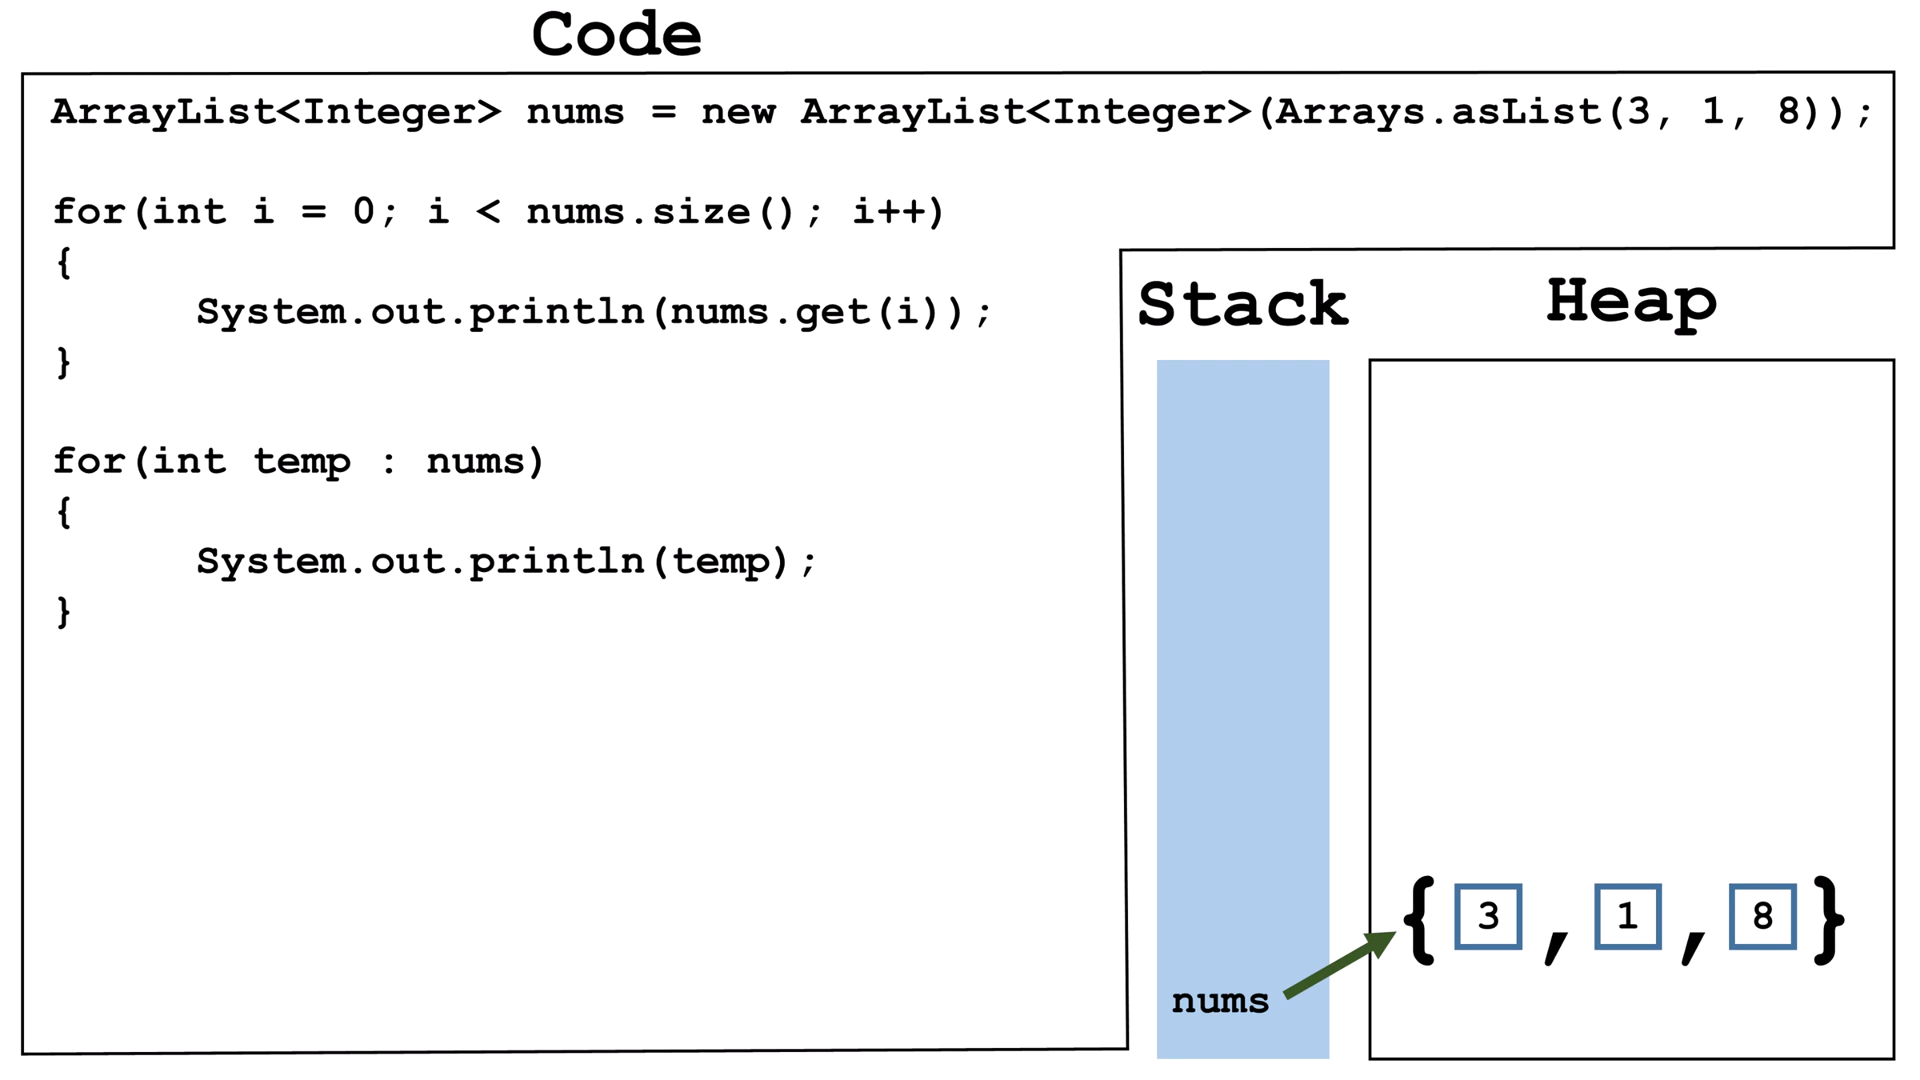 Code
ArrayList<Integer> nums = new ArrayList<Integer>(Arrays.asList(3, 1, 8));
for(int i = 0; i < nums.size(); i++)
{
System.out.println(nums.get(i));
}
for(int temp : nums)
{
System.out.println(temp);
}
Stack
nums
Heap
{ 3 , 1 , 8 }